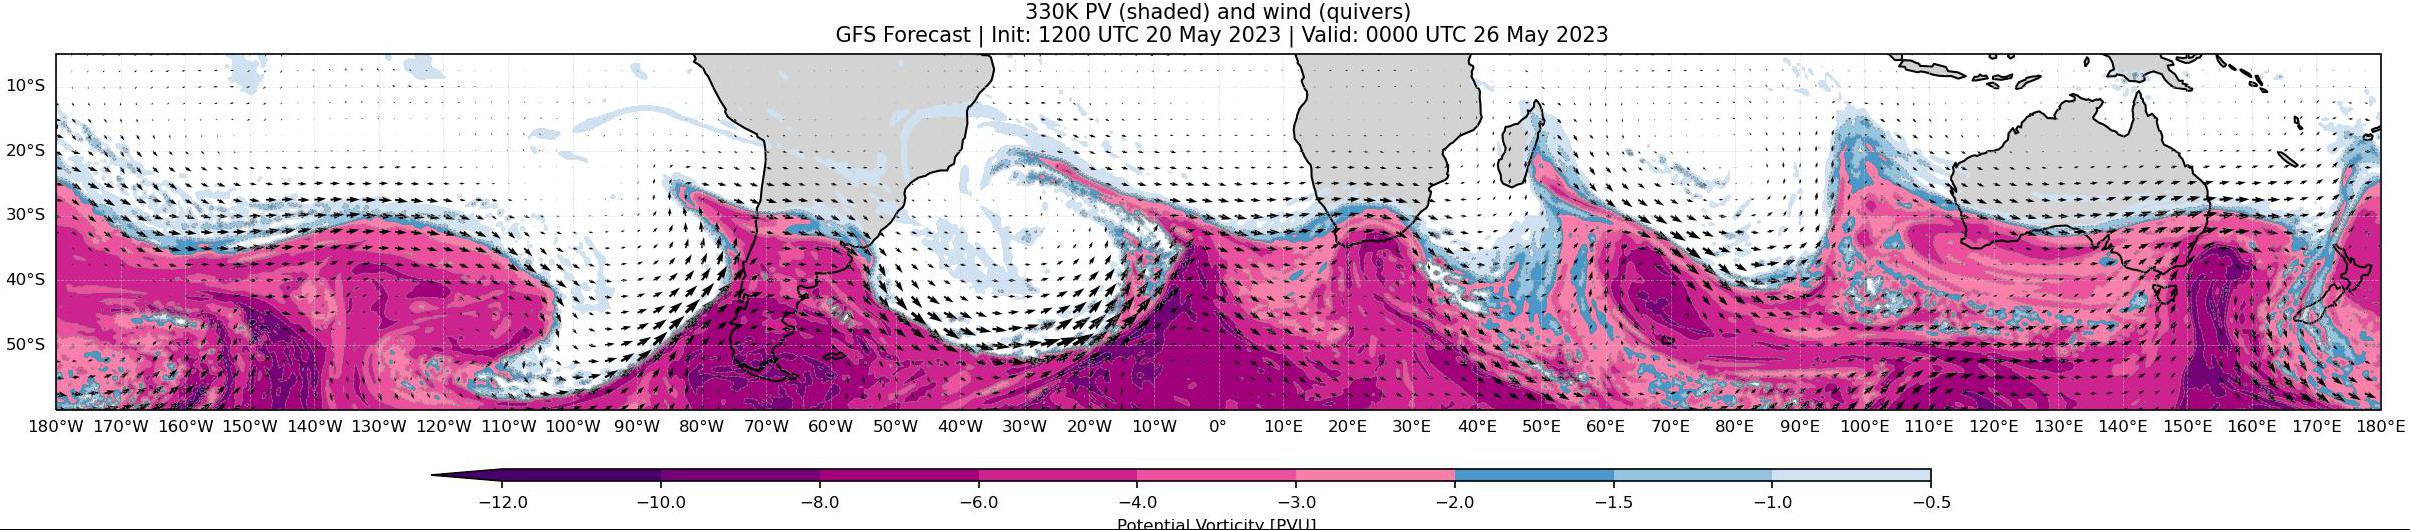 330K PV (shaded) and wind (quivers)
GFS Forecast | Init: 1200 UTC 20 May 2023 | Valid: 0000 UTC 26 May 2023
10°S
20°S
30°S
40°S
50°S
180°W 170°W 160°W 150°W 140°W 130°W 120°W 110°W 100°W 90°W 80°W 70°W 60°W 50°W 40°W 30°W 20°W 10°W 0° 10°E 20°E 30°E 40°E 50°E 60°E 70°E 80°E 90°E 100°E 110°E 120°E 130°E 140°E 150°E 160°E 170°E 180°E
−12.0 −10.0 −8.0 −6.0 −4.0 −3.0 −2.0 −1.5 −1.0 −0.5
Potential Vorticity [PVU]